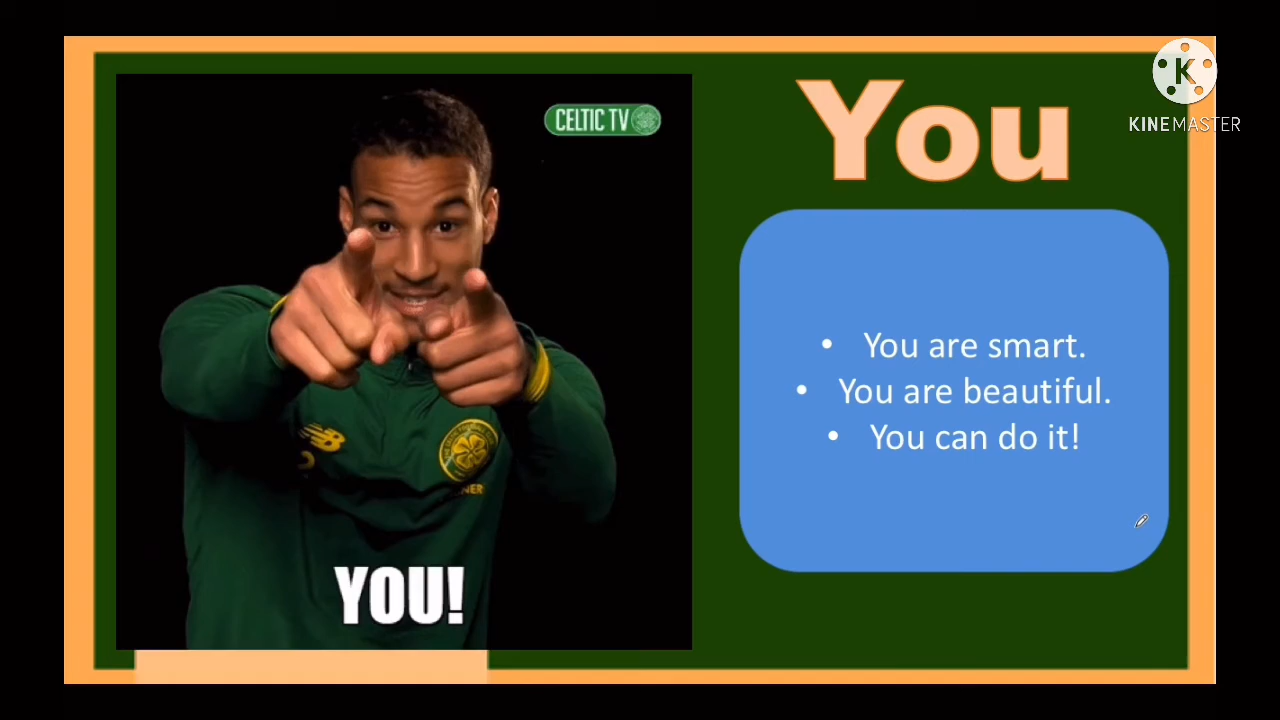 CELTIC TV
You
K
KINEMASTER
• You are smart.
• You are beautiful.
• You can do it!
YOU!